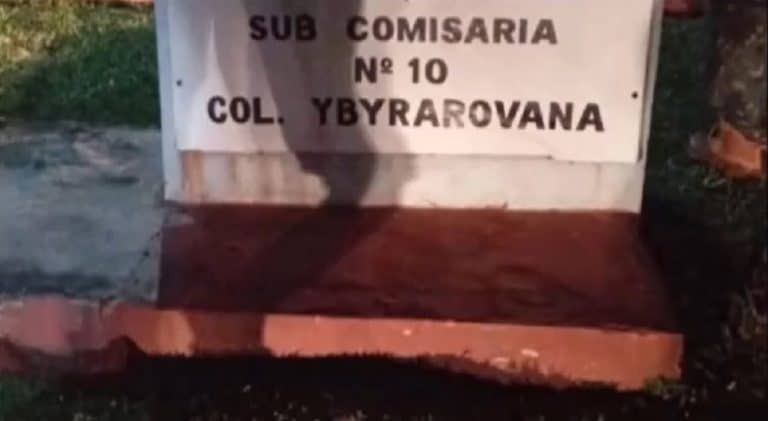 SUB COMISARIA
Nº 10
COL. YBYRAROVANA